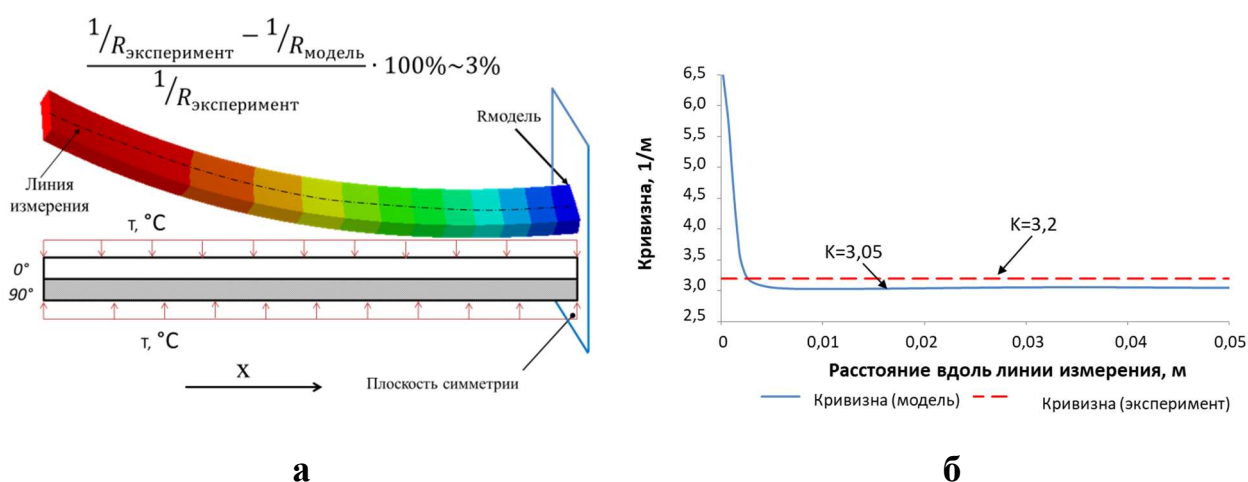 1/Rэксперимент − 1/Rмодель
1/Rэксперимент
· 100%~3%
Rмодель
Линия
измерения
т, °C
0°
90°
т, °C
X
Плоскость симметрии
а
Кривизна, 1/м
6,5
6,0
5,5
5,0
4,5
4,0
3,5
3,0
2,5
K=3,05
K=3,2
0 0,01 0,02 0,03 0,04 0,05
Расстояние вдоль линии измерения, м
Кривизна (модель) Кривизна (эксперимент)
б